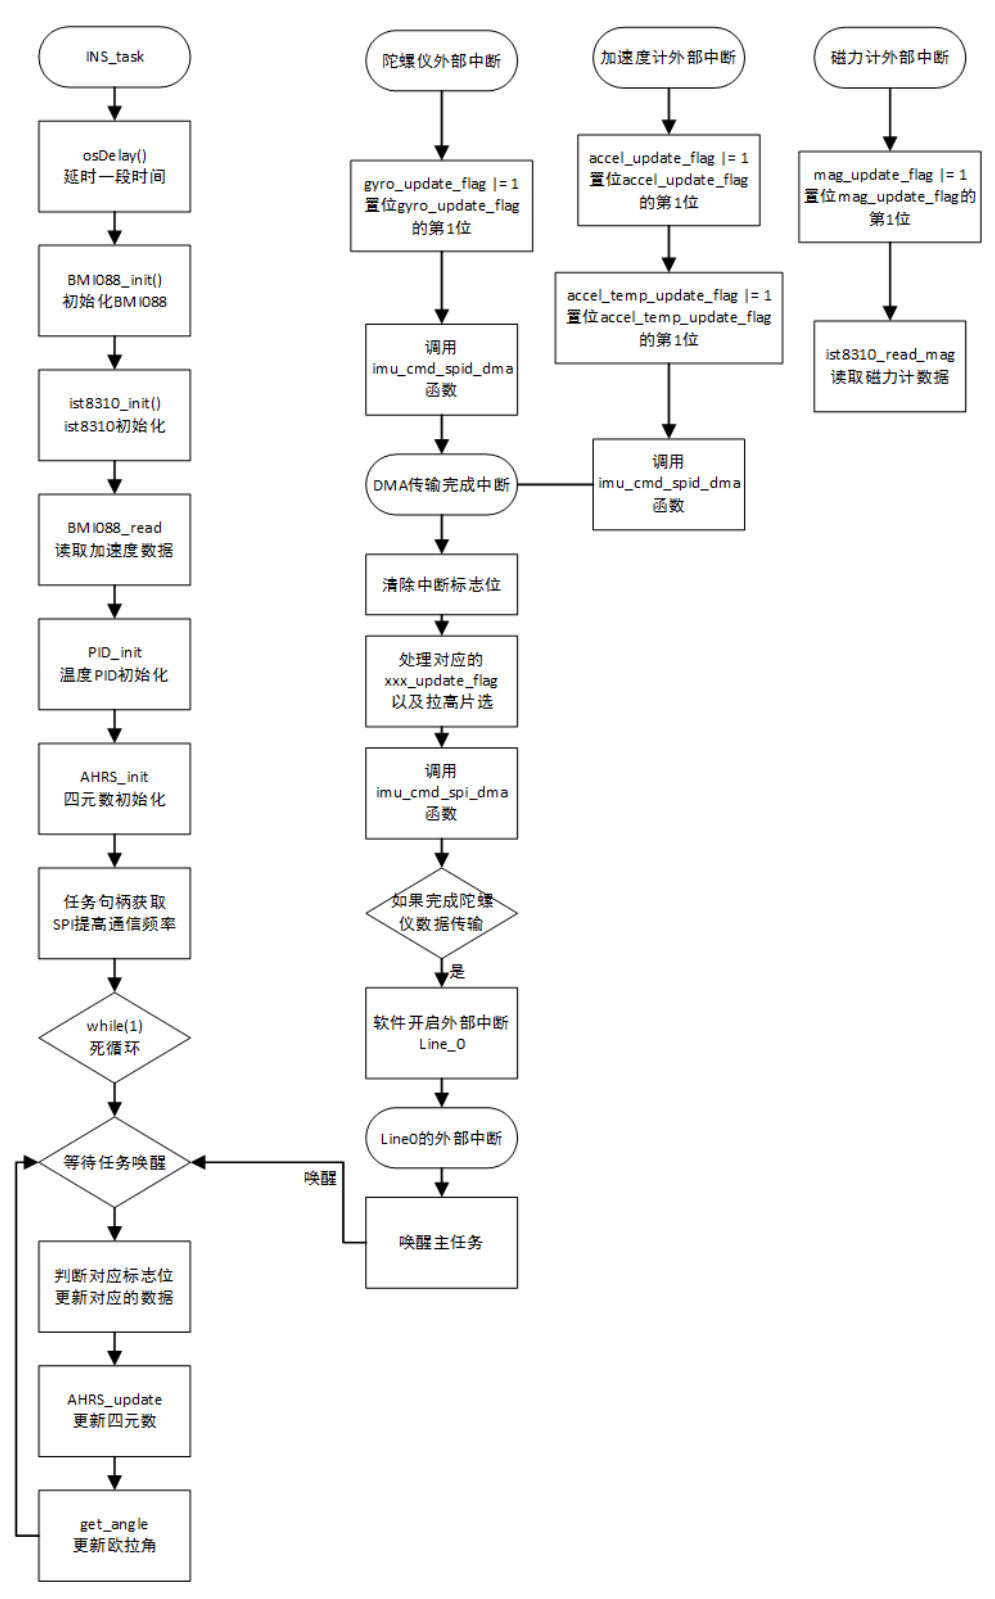 INS_task
osDelay()
延时一段时间
BMI088_init()
初始化BMI088
ist8310_init()
ist8310初始化
BMI088_read
读取加速度数据
PID_init
温度PID初始化
AHRS_init
四元数初始化
任务句柄获取
SPI提高通信频率
while(1)
死循环
等待任务唤醒
判断对应标志位
更新对应的数据
AHRS_update
更新四元数
get_angle
更新欧拉角
陀螺仪外部中断
gyro_update_flag |= 1
置位gyro_update_flag
的第1位
调用
imu_cmd_spid_dma
函数
DMA传输完成中断
清除中断标志位
处理对应的
xxx_update_flag
以及拉高片选
调用
imu_cmd_spi_dma
函数
如果完成陀螺
仪数据传输
是
软件开启外部中断
Line_0
Line0的外部中断
唤醒主任务
唤醒
加速度计外部中断
accel_update_flag |= 1
置位accel_update_flag
的第1位
accel_temp_update_flag |= 1
置位accel_temp_update_flag
的第1位
调用
imu_cmd_spid_dma
函数
磁力计外部中断
mag_update_flag |= 1
置位mag_update_flag的
第1位
ist8310_read_mag
读取磁力计数据